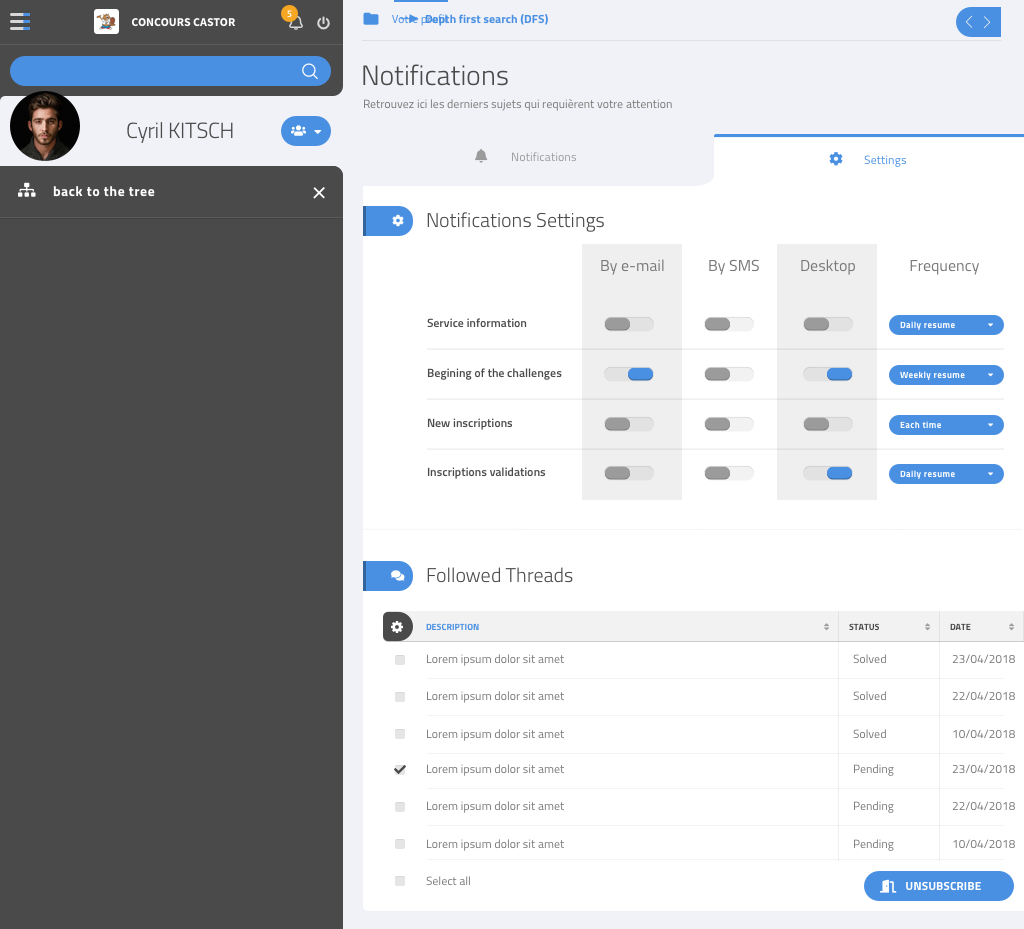 CONCOURS CASTOR
5
Cyril KITSCH
back to the tree
Depth first search (DFS)
Notifications
Retrouvez ici les derniers sujets qui requièrent votre attention
Notifications
Settings
Notifications Settings
By e-mail By SMS Desktop Frequency
Service information Daily resume
Begining of the challenges Weekly resume
New inscriptions Each time
Inscriptions validations Daily resume
Followed Threads
DESCRIPTION STATUS DATE
Lorem ipsum dolor sit amet Solved 23/04/2018
Lorem ipsum dolor sit amet Solved 22/04/2018
Lorem ipsum dolor sit amet Solved 10/04/2018
Lorem ipsum dolor sit amet Pending 23/04/2018
Lorem ipsum dolor sit amet Pending 22/04/2018
Lorem ipsum dolor sit amet Pending 10/04/2018
Select all
UNSUBSCRIBE